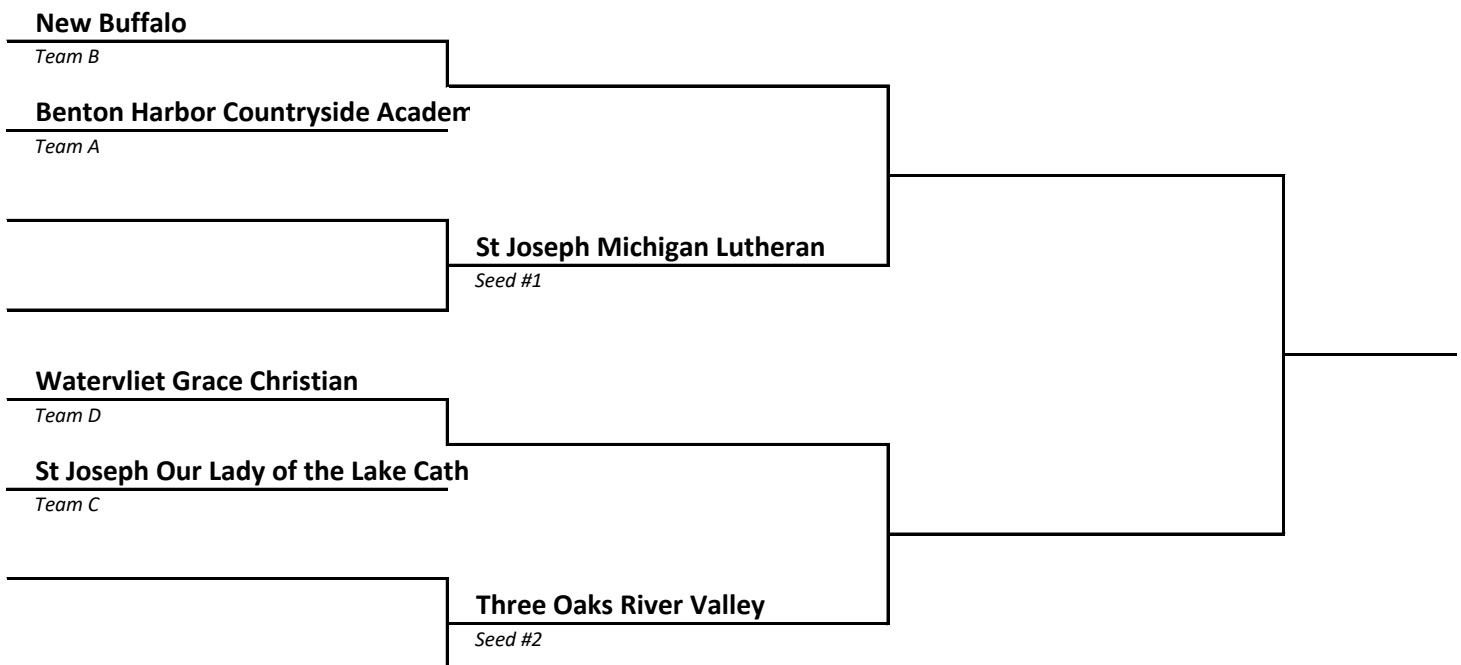 New Buffalo
Team B
Benton Harbor Countryside Academ
Team A
St Joseph Michigan Lutheran
Seed #1
Watervliet Grace Christian
Team D
St Joseph Our Lady of the Lake Cath
Team C
Three Oaks River Valley
Seed #2